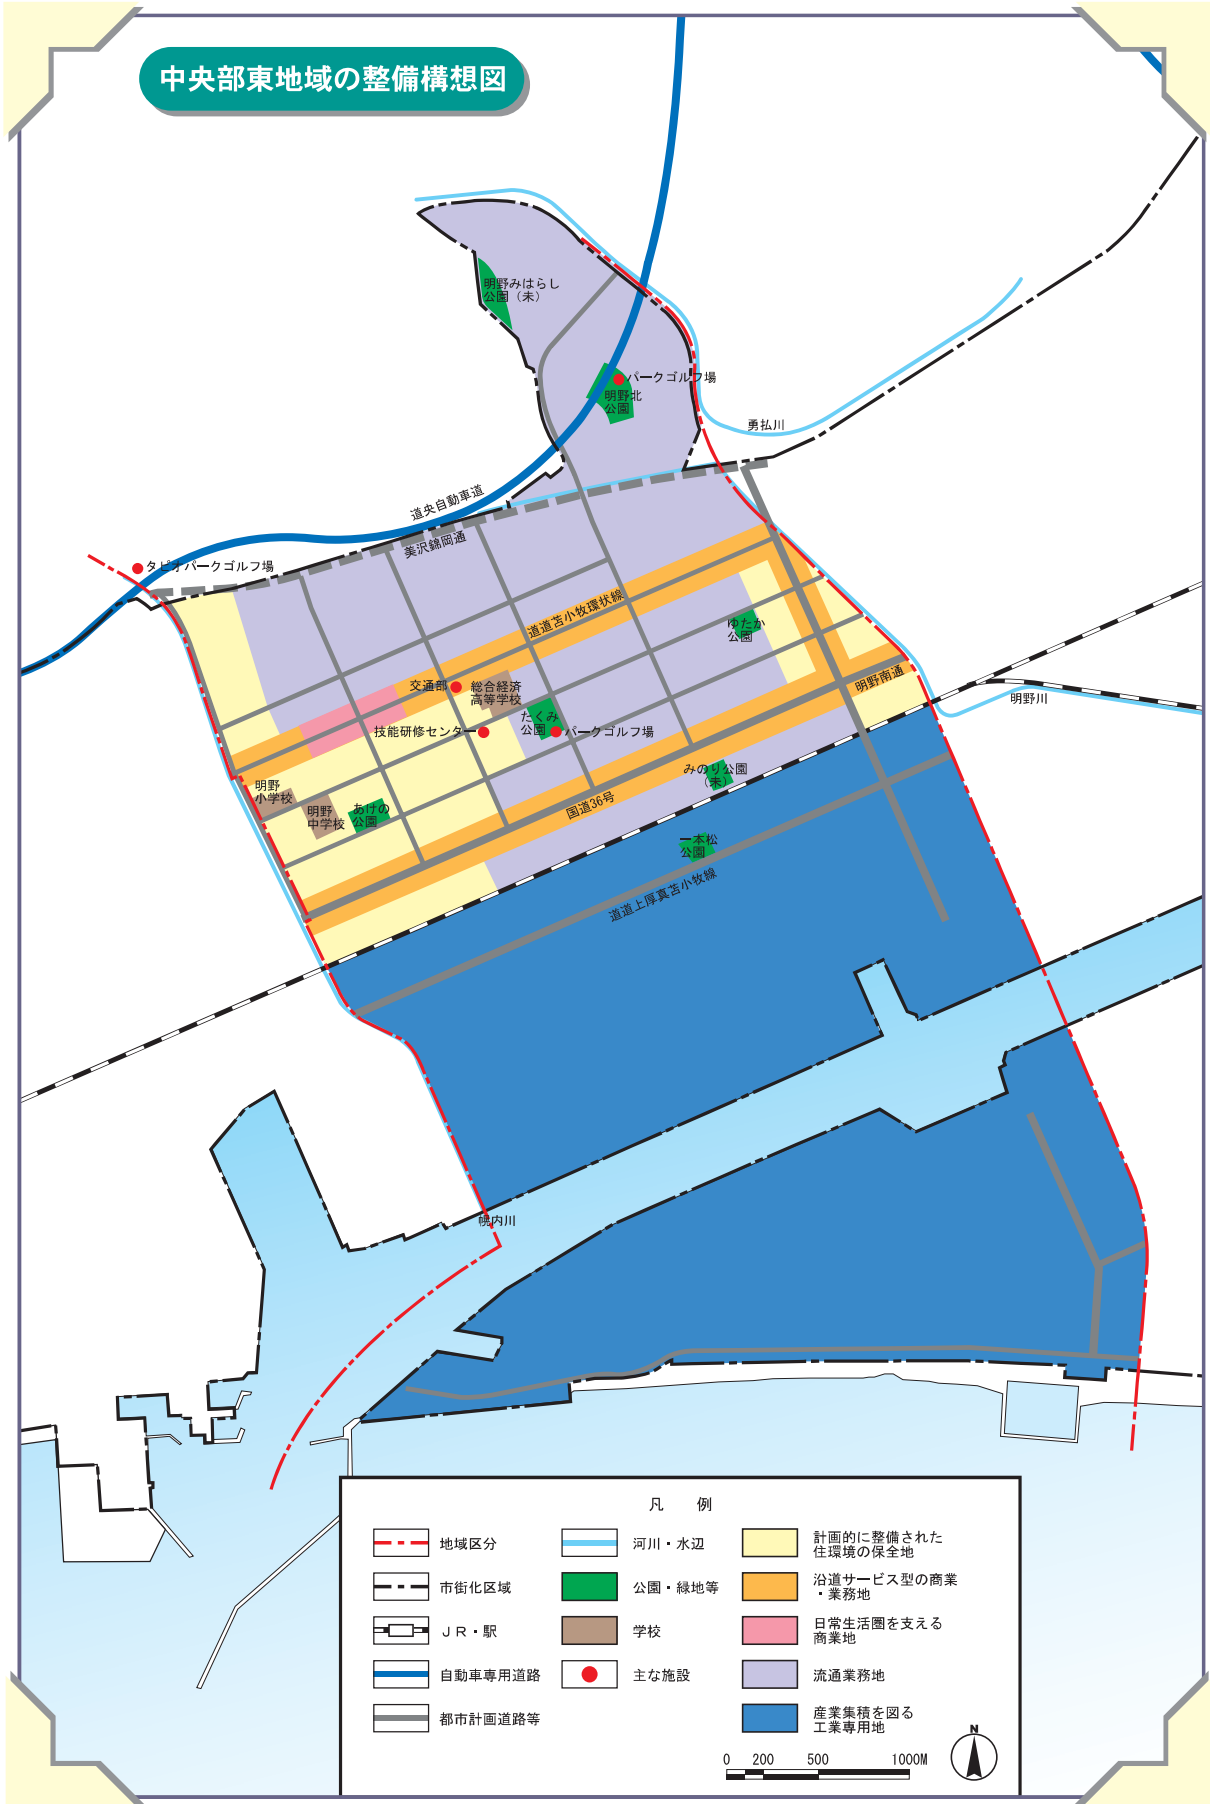 中央部東地域の整備構想図
明野みはらし
公園（未）
パークゴルフ場
明野北
公園
勇払川
道央自動車道
美沢錦岡通
タピオパークゴルフ場
道道苫小牧環状線
ゆたか
公園
交通部
総合経済
高等学校
明野南通
明野川
たくみ
公園
パークゴルフ場
技能研修センター
みのり公園
（未）
明野
小学校
明野
中学校
あけの
公園
国道36号
一本松
公園
道道上厚真苫小牧線
幌内川
凡　例
地域区分
市街化区域
ＪＲ・駅
自動車専用道路
都市計画道路等
河川・水辺
公園・緑地等
学校
主な施設
計画的に整備された
住環境の保全地
沿道サービス型の商業
・業務地
日常生活圏を支える
商業地
流通業務地
産業集積を図る
工業専用地
0 200 500 1000M
N